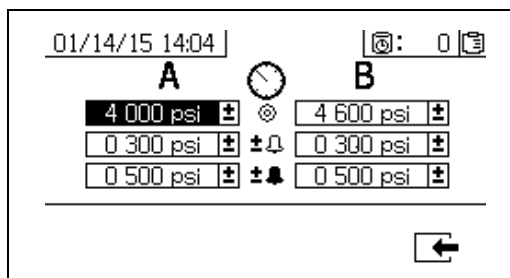 01/14/15 14:04 : 0
A B
4 000 psi ± 4 600 psi ±
0 300 psi ± ± 0 300 psi ±
0 500 psi ± ± 0 500 psi ±